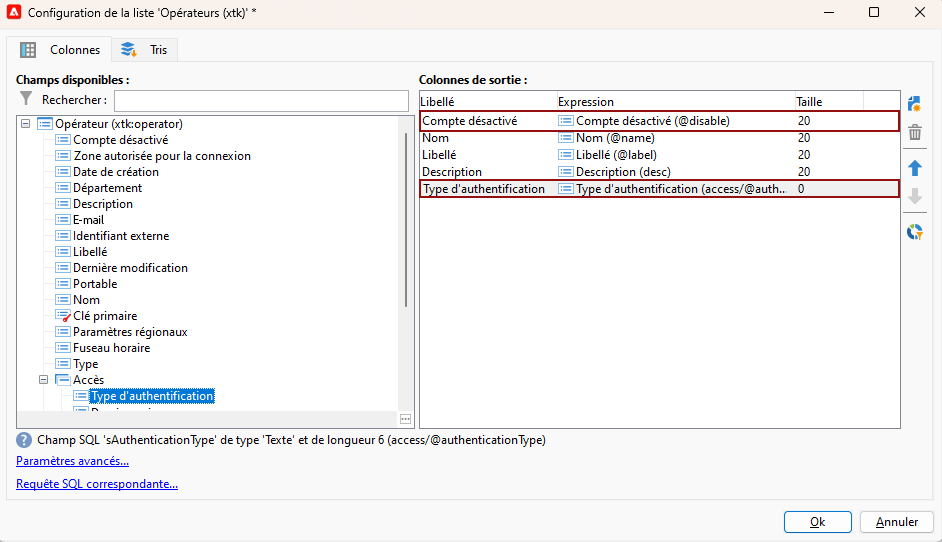 Configuration de la liste 'Opérateurs (xtk)' *
Colonnes
Tris
Champs disponibles :
Rechercher :
Opérateur (xtk:operator)
Compte désactivé
Zone autorisée pour la connexion
Date de création
Département
Description
E-mail
Identifiant externe
Libellé
Dernière modification
Portable
Nom
Clé primaire
Paramètres régionaux
Fuseau horaire
Type
Accès
Type d'authentification
Colonnes de sortie :
Libellé Expression Taille
Compte désactivé Compte désactivé (@disable) 20
Nom Nom (@name) 20
Libellé Libellé (@label) 20
Description Description (desc) 20
Type d'authentification Type d'authentification (access/@auth... 0
Champ SQL 'sAuthenticationType' de type 'Texte' et de longueur 6 (access/@authenticationType)
Paramètres avancés...
Requête SQL correspondante...
Ok
Annuler